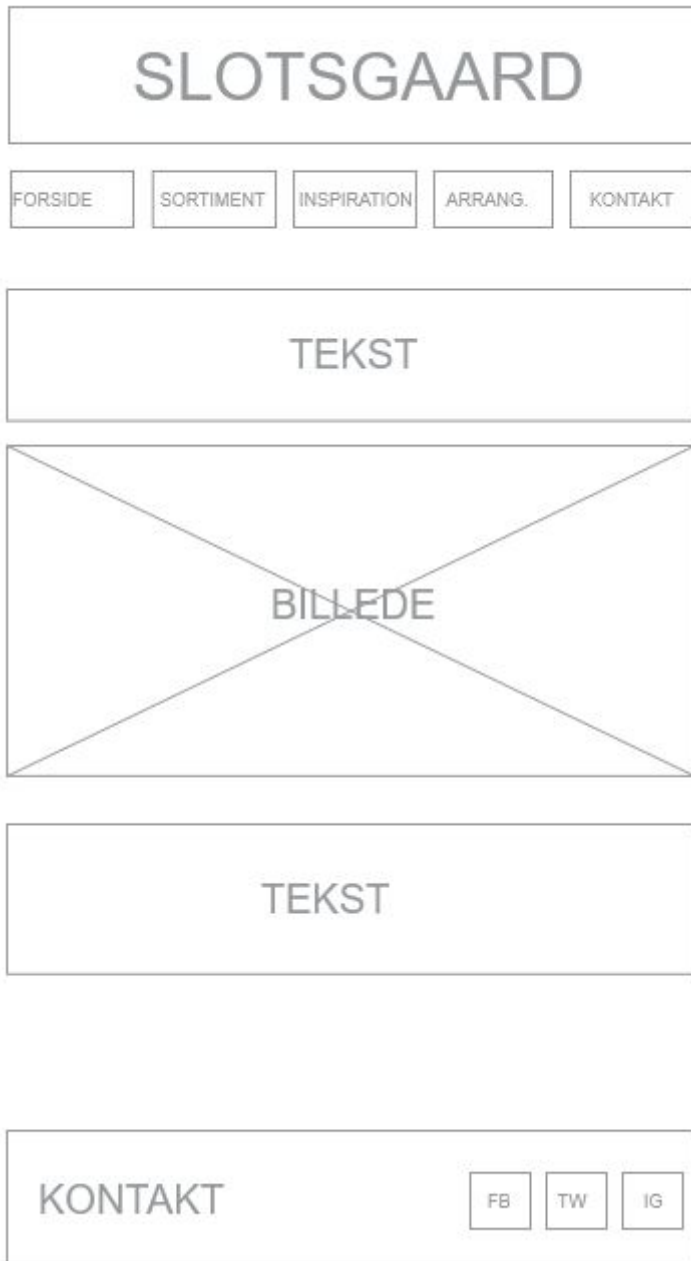 SLOTSGAARD
FORSIDE SORTIMENT INSPIRATION ARRANG. KONTAKT
TEKST
BILLEDE
TEKST
KONTAKT FB TW IG